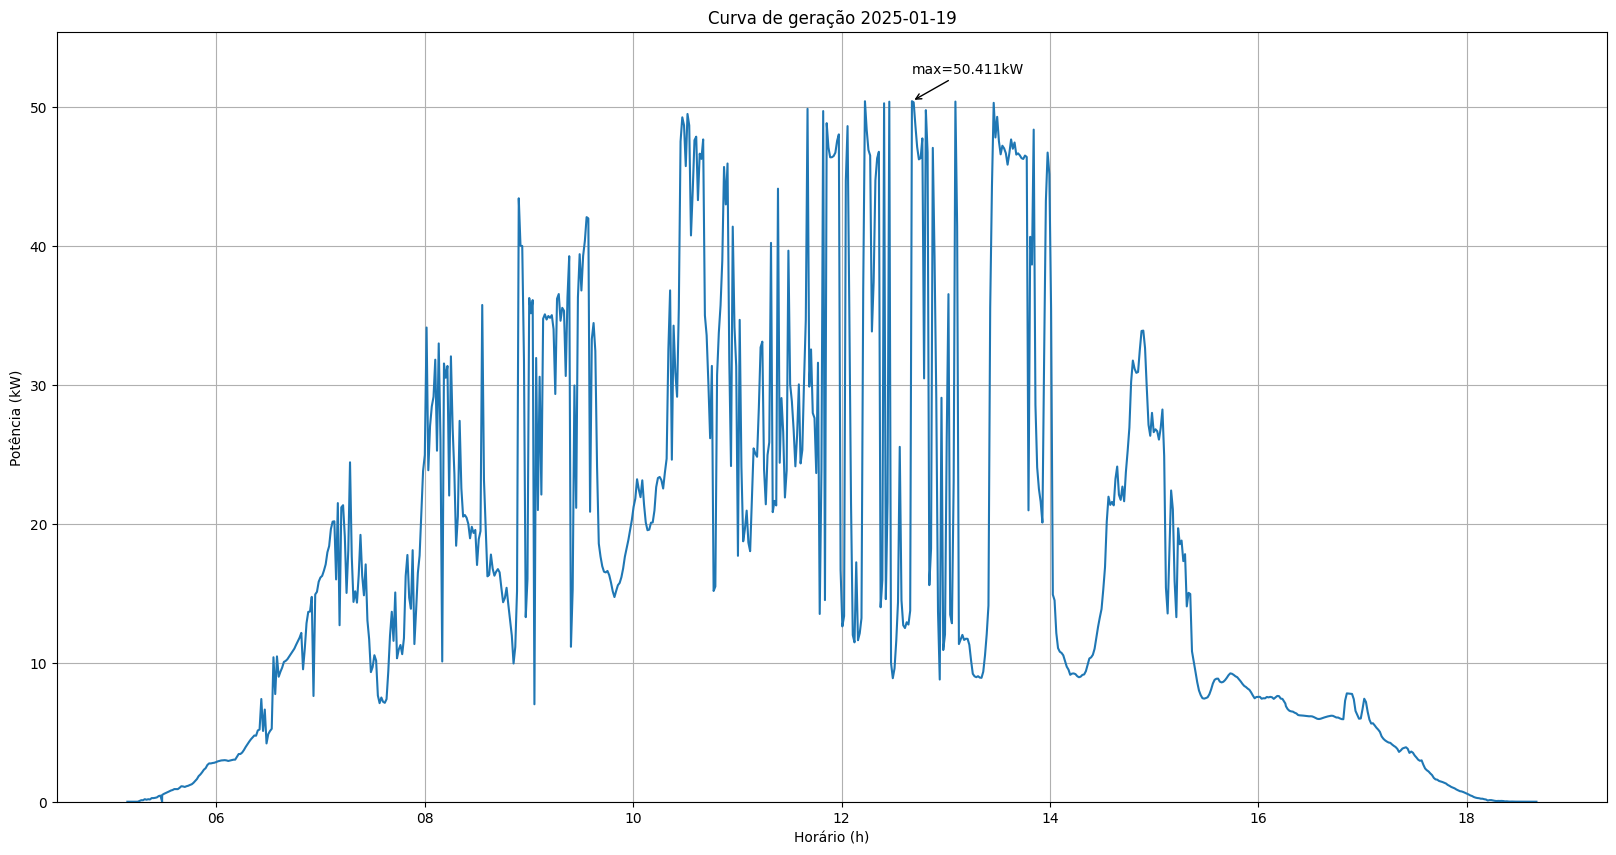 Curva de geração 2025-01-19
max=50.411kW
50
40
30
20
10
0
Potência (kW)
06 08 10 12 14 16 18
Horário (h)